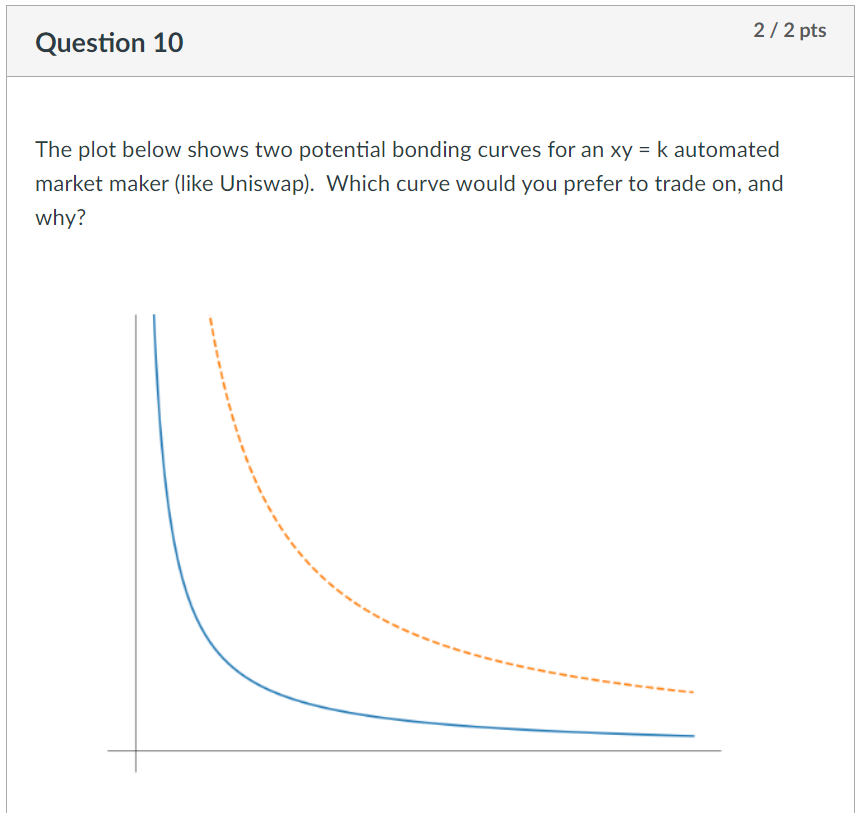 Question 10
2 / 2 pts
The plot below shows two potential bonding curves for an xy = k automated
market maker (like Uniswap).  Which curve would you prefer to trade on, and
why?